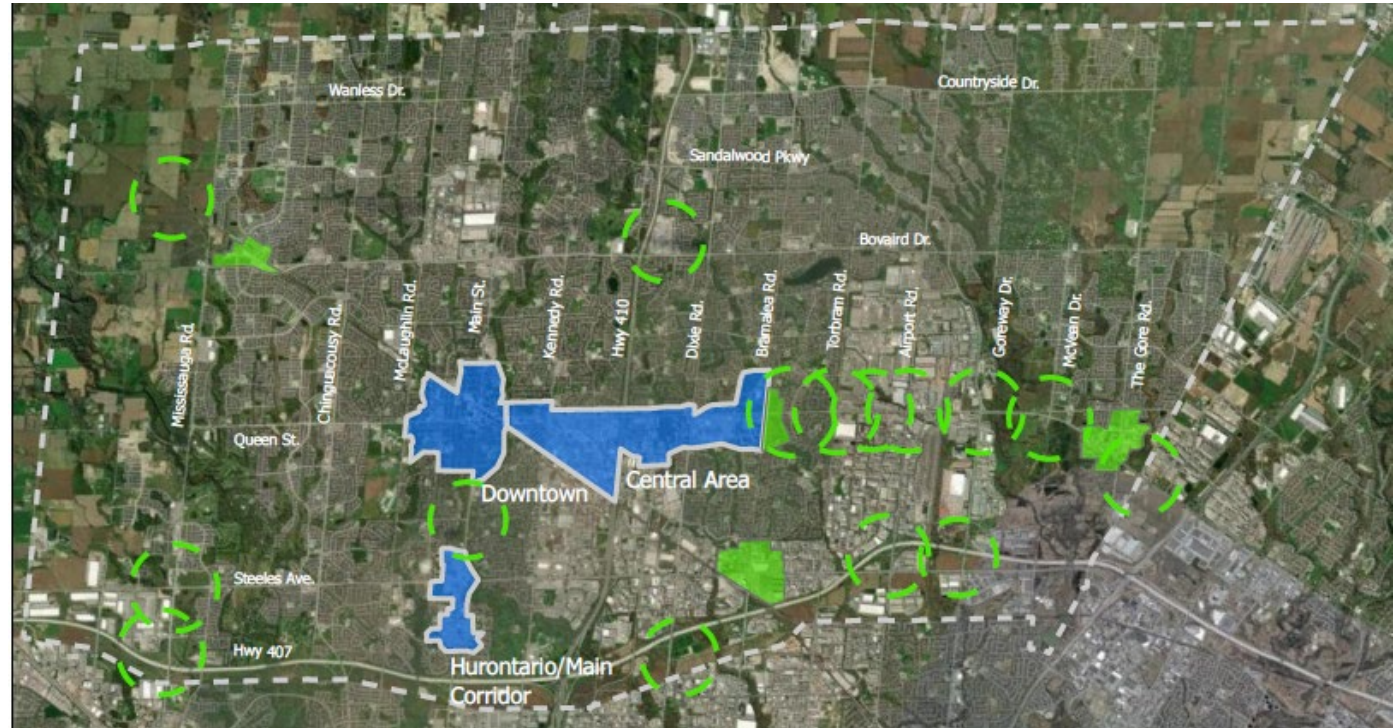 Wanless Dr.
Countryside Dr.
Sandalwood Pkwy
Bovaird Dr.
Mississauga Rd.
Chinguacousy Rd.
McLaughlin Rd.
Main St.
Kennedy Rd.
Hwy 410
Dixie Rd.
Bramalea Rd.
Torbram Rd.
Airport Rd.
Goreway Dr.
McVean Dr.
The Gore Rd.
Queen St.
Downtown
Central Area
Steeles Ave.
Hwy 407
Hurontario/Main
Corridor